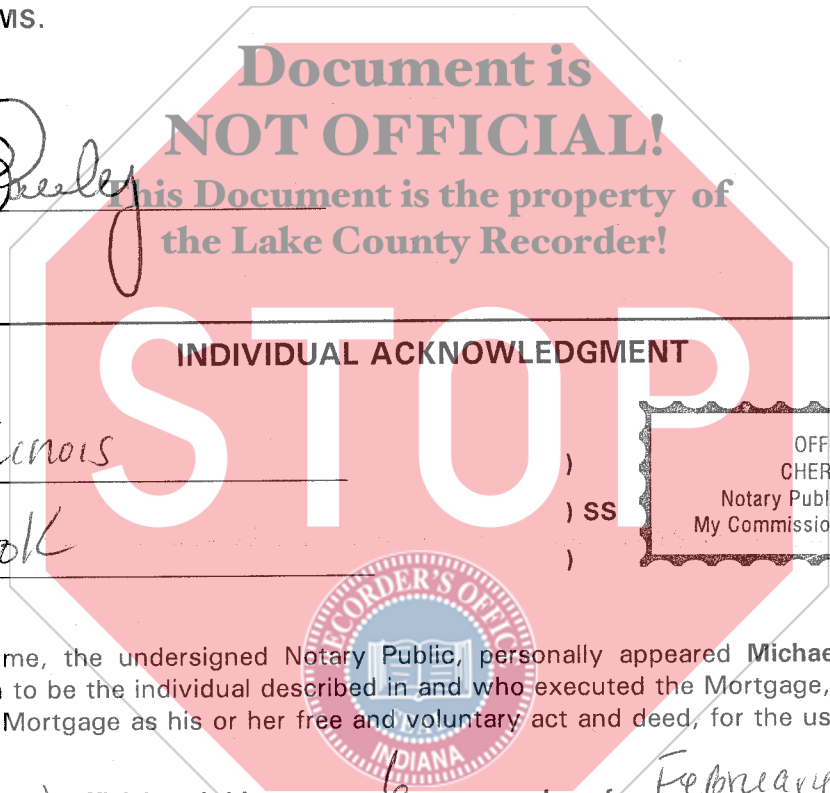 MS.
Document is
NOT OFFICIAL!
This Document is the property of
the Lake County Recorder!
STOP
INDIVIDUAL ACKNOWLEDGMENT
inois )
) SS
ok )
OFF
CHER
Notary Publ
My Commissio
RECORDER'S OFFICE
INDIANA
me, the undersigned Notary Public, personally appeared Michae
to be the individual described in and who executed the Mortgage,
Mortgage as his or her free and voluntary act and deed, for the us
February